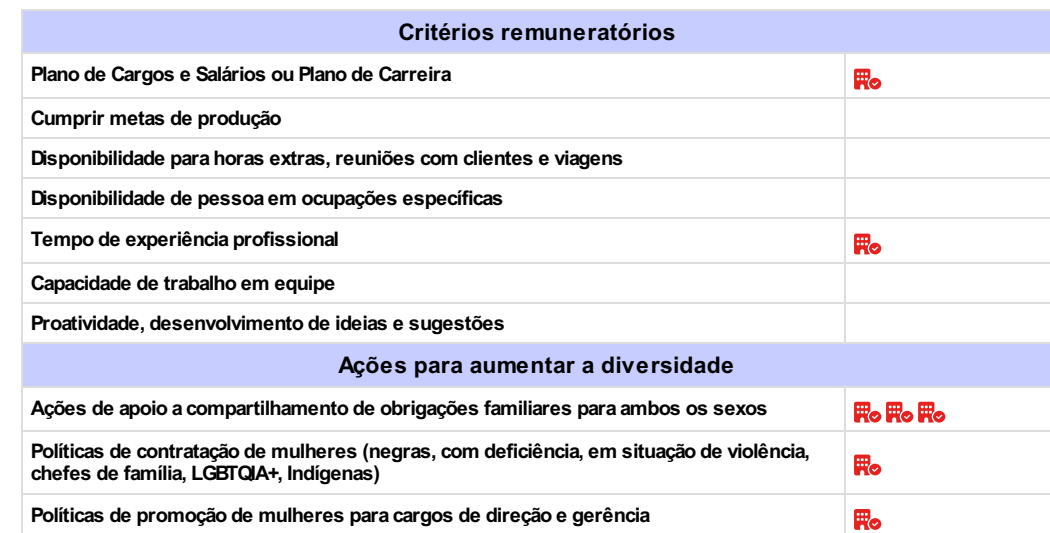 Critérios remuneratórios
Plano de Cargos e Salários ou Plano de Carreira
Cumprir metas de produção
Disponibilidade para horas extras, reuniões com clientes e viagens
Disponibilidade de pessoa em ocupações específicas
Tempo de experiência profissional
Capacidade de trabalho em equipe
Proatividade, desenvolvimento de ideias e sugestões
Ações para aumentar a diversidade
Ações de apoio a compartilhamento de obrigações familiares para ambos os sexos
Políticas de contratação de mulheres (negras, com deficiência, em situação de violência,
chefes de família, LGBTQIA+, Indígenas)
Políticas de promoção de mulheres para cargos de direção e gerência